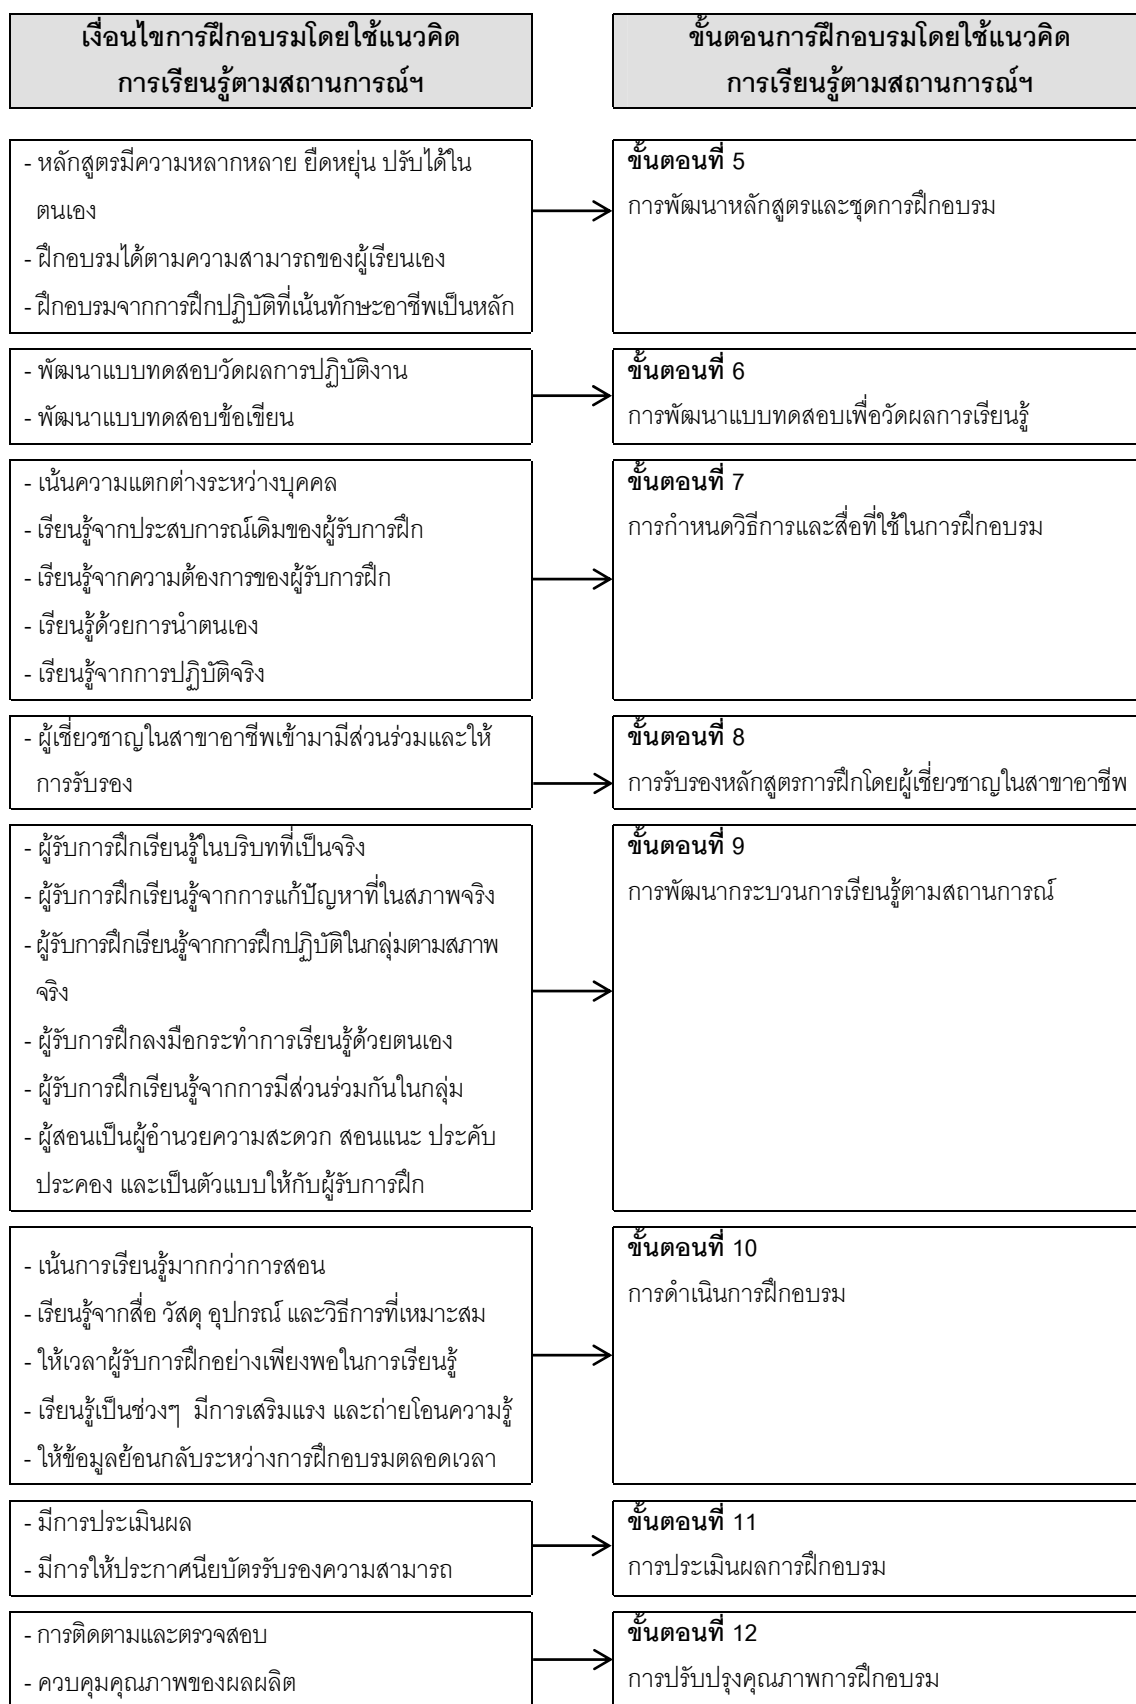 เงื่อนไขการฝึกอบรมโดยใช้แนวคิด
การเรียนรู้ตามสถานการณ์ฯ
ขั้นตอนการฝึกอบรมโดยใช้แนวคิด
การเรียนรู้ตามสถานการณ์ฯ
- หลักสูตรมีความหลากหลาย ยืดหยุ่น ปรับได้ใน
ตนเอง
- ฝึกอบรมได้ตามความสามารถของผู้เรียนเอง
- ฝึกอบรมจากการฝึกปฏิบัติที่เน้นทักษะอาชีพเป็นหลัก
ขั้นตอนที่ 5
การพัฒนาหลักสูตรและชุดการฝึกอบรม
- พัฒนาแบบทดสอบวัดผลการปฏิบัติงาน
- พัฒนาแบบทดสอบข้อเขียน
ขั้นตอนที่ 6
การพัฒนาแบบทดสอบเพื่อวัดผลการเรียนรู้
- เน้นความแตกต่างระหว่างบุคคล
- เรียนรู้จากประสบการณ์เดิมของผู้รับการฝึก
- เรียนรู้จากความต้องการของผู้รับการฝึก
- เรียนรู้ด้วยการนำตนเอง
- เรียนรู้จากการปฏิบัติจริง
ขั้นตอนที่ 7
การกำหนดวิธีการและสื่อที่ใช้ในการฝึกอบรม
- ผู้เชี่ยวชาญในสาขาอาชีพเข้ามามีส่วนร่วมและให้
การรับรอง
ขั้นตอนที่ 8
การรับรองหลักสูตรการฝึกโดยผู้เชี่ยวชาญในสาขาอาชีพ
- ผู้รับการฝึกเรียนรู้ในบริบทที่เป็นจริง
- ผู้รับการฝึกเรียนรู้จากการแก้ปัญหาที่ในสภาพจริง
- ผู้รับการฝึกเรียนรู้จากการฝึกปฏิบัติในกลุ่มตามสภาพ
จริง
- ผู้รับการฝึกลงมือกระทำการเรียนรู้ด้วยตนเอง
- ผู้รับการฝึกเรียนรู้จากการมีส่วนร่วมกันในกลุ่ม
- ผู้สอนเป็นผู้อำนวยความสะดวก สอนแนะ ประคับ
ประคอง และเป็นตัวแบบให้กับผู้รับการฝึก
ขั้นตอนที่ 9
การพัฒนากระบวนการเรียนรู้ตามสถานการณ์
- เน้นการเรียนรู้มากกว่าการสอน
- เรียนรู้จากสื่อ วัสดุ อุปกรณ์ และวิธีการที่เหมาะสม
- ให้เวลาผู้รับการฝึกอย่างเพียงพอในการเรียนรู้
- เรียนรู้เป็นช่วงๆ มีการเสริมแรง และถ่ายโอนความรู้
- ให้ข้อมูลย้อนกลับระหว่างการฝึกอบรมตลอดเวลา
ขั้นตอนที่ 10
การดำเนินการฝึกอบรม
- มีการประเมินผล
- มีการให้ประกาศนียบัตรรับรองความสามารถ
ขั้นตอนที่ 11
การประเมินผลการฝึกอบรม
- การติดตามและตรวจสอบ
- ควบคุมคุณภาพของผลผลิต
ขั้นตอนที่ 12
การปรับปรุงคุณภาพการฝึกอบรม